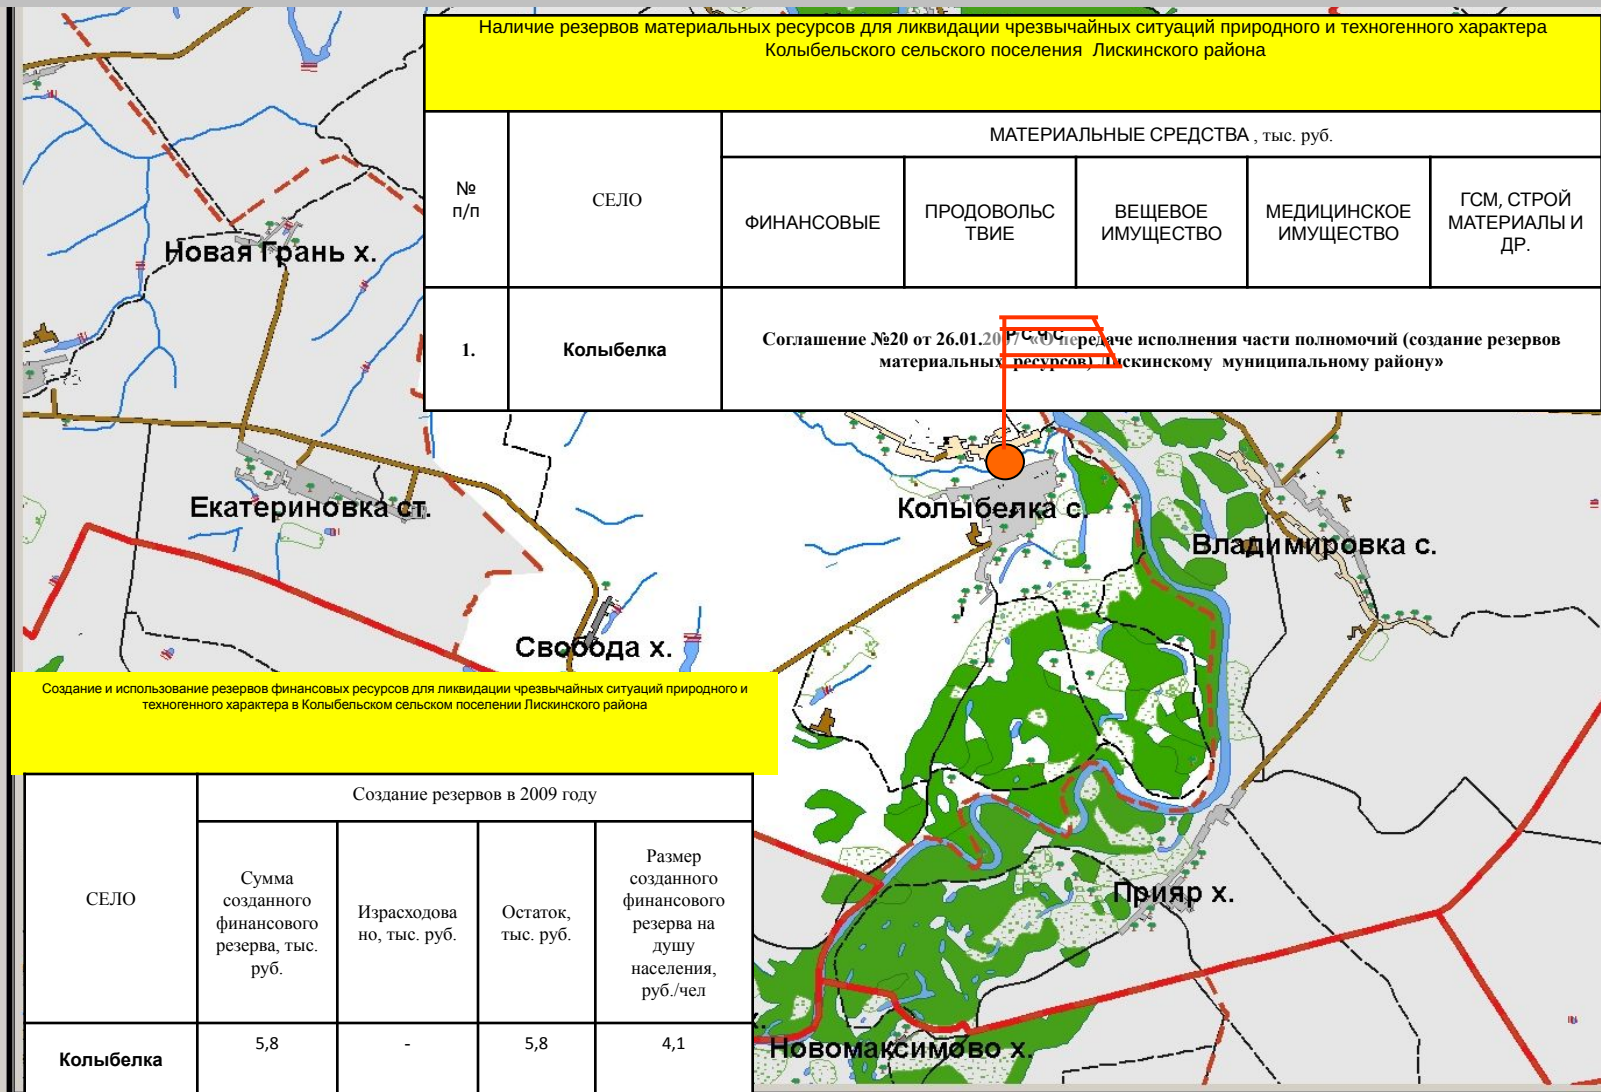 Наличие резервов материальных ресурсов для ликвидации чрезвычайных ситуаций природного и техногенного характера
Колыбельского сельского поселения Лискинского района
№
п/п
СЕЛО
МАТЕРИАЛЬНЫЕ СРЕДСТВА , тыс. руб.
ФИНАНСОВЫЕ
ПРОДОВОЛЬС
ТВИЕ
ВЕЩЕВОЕ
ИМУЩЕСТВО
МЕДИЦИНСКОЕ
ИМУЩЕСТВО
ГСМ, СТРОЙ
МАТЕРИАЛЫ И
ДР.
1.
Колыбелка
Соглашение №20 от 26.01.2007 «О передаче исполнения части полномочий (создание резервов
материальных ресурсов) Лискинскому муниципальному району»
РСЧС
Новая Грань х.
Екатериновка ст.
Колыбелка с.
Владимировка с.
Свобода х.
Создание и использование резервов финансовых ресурсов для ликвидации чрезвычайных ситуаций природного и
техногенного характера в Колыбельском сельском поселении Лискинского района
СЕЛО
Создание резервов в 2009 году
Сумма
созданного
финансового
резерва, тыс.
руб.
Израсходова
но, тыс. руб.
Остаток,
тыс. руб.
Размер
созданного
финансового
резерва на
душу
населения,
руб./чел
Колыбелка
5,8
-
5,8
4,1
Прияр х.
х.
Новомаксимово х.